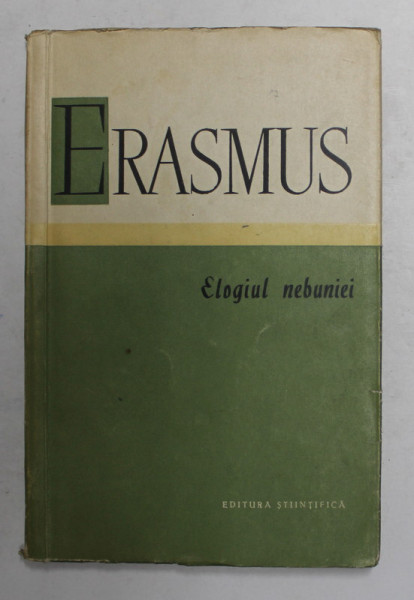 ERASMUS
Elogiul nebuniei
EDITURA ȘTIINȚIFICĂ